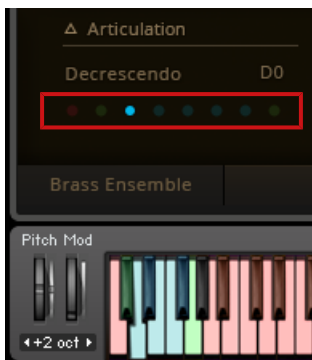 Articulation
Decrescendo D0
Brass Ensemble
Pitch Mod
+2 oct